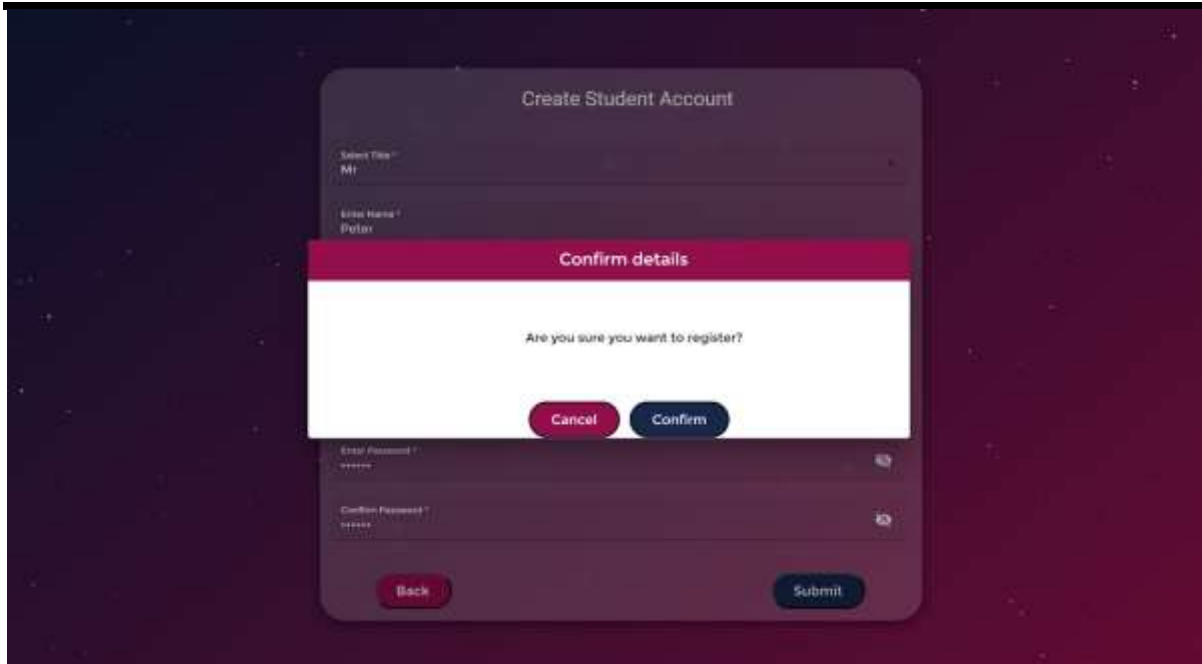 Create Student Account
Select Title *
Mr
Enter Name *
Peter
Confirm details
Are you sure you want to register?
Cancel Confirm
Enter Password *
••••••
Confirm Password *
••••••
Back Submit